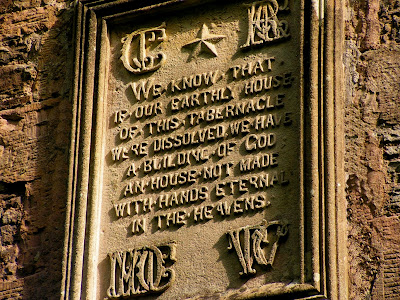 WE KNOW THAT
IF OUR EARTHLY HOUSE
OF THIS TABERNACLE
WERE DISSOLVED WE HAVE
A BUILDING OF GOD
AN HOUSE NOT MADE
WITH HANDS ETERNAL
IN THE HEAVENS.